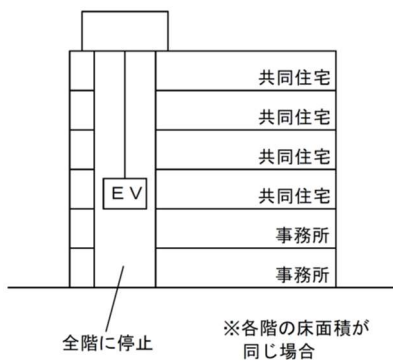 共同住宅
共同住宅
共同住宅
共同住宅
ＥＶ
事務所
事務所
全階に停止
※各階の床面積が
同じ場合